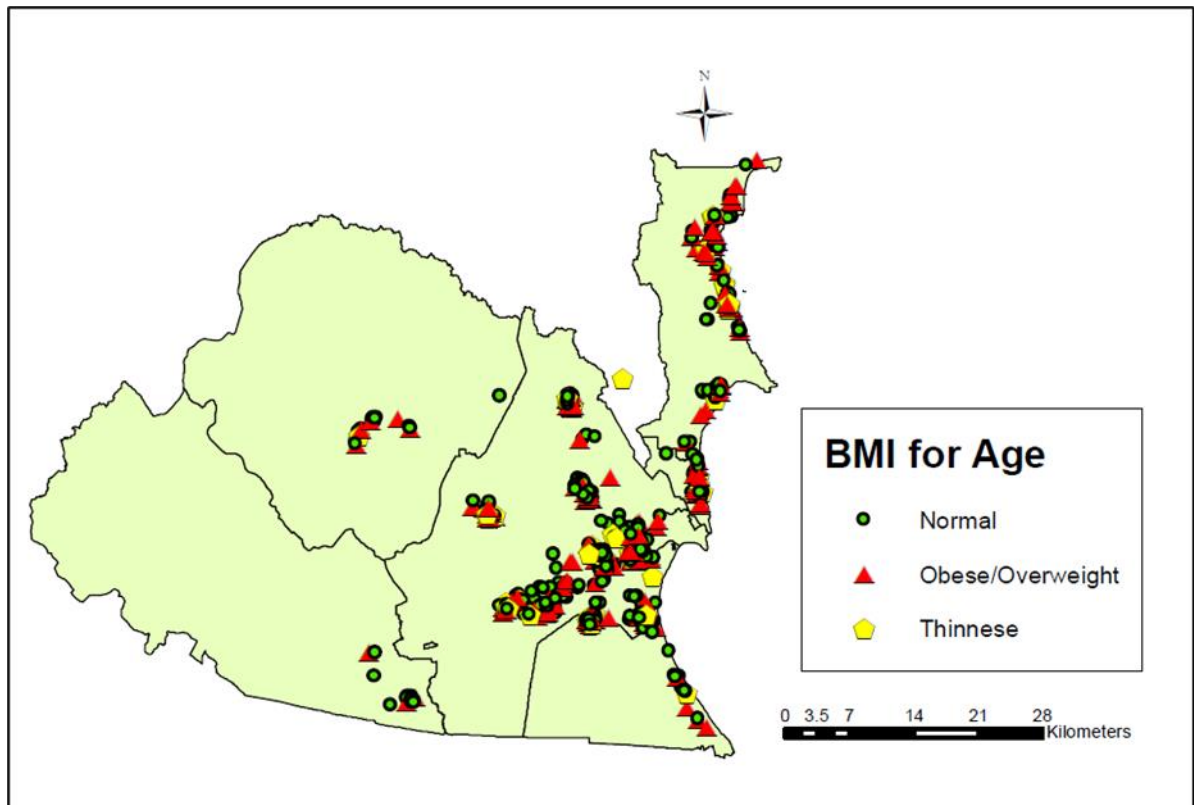 N
BMI for Age
Normal
Obese/Overweight
Thinnese
0 3.5 7 14 21 28
Kilometers